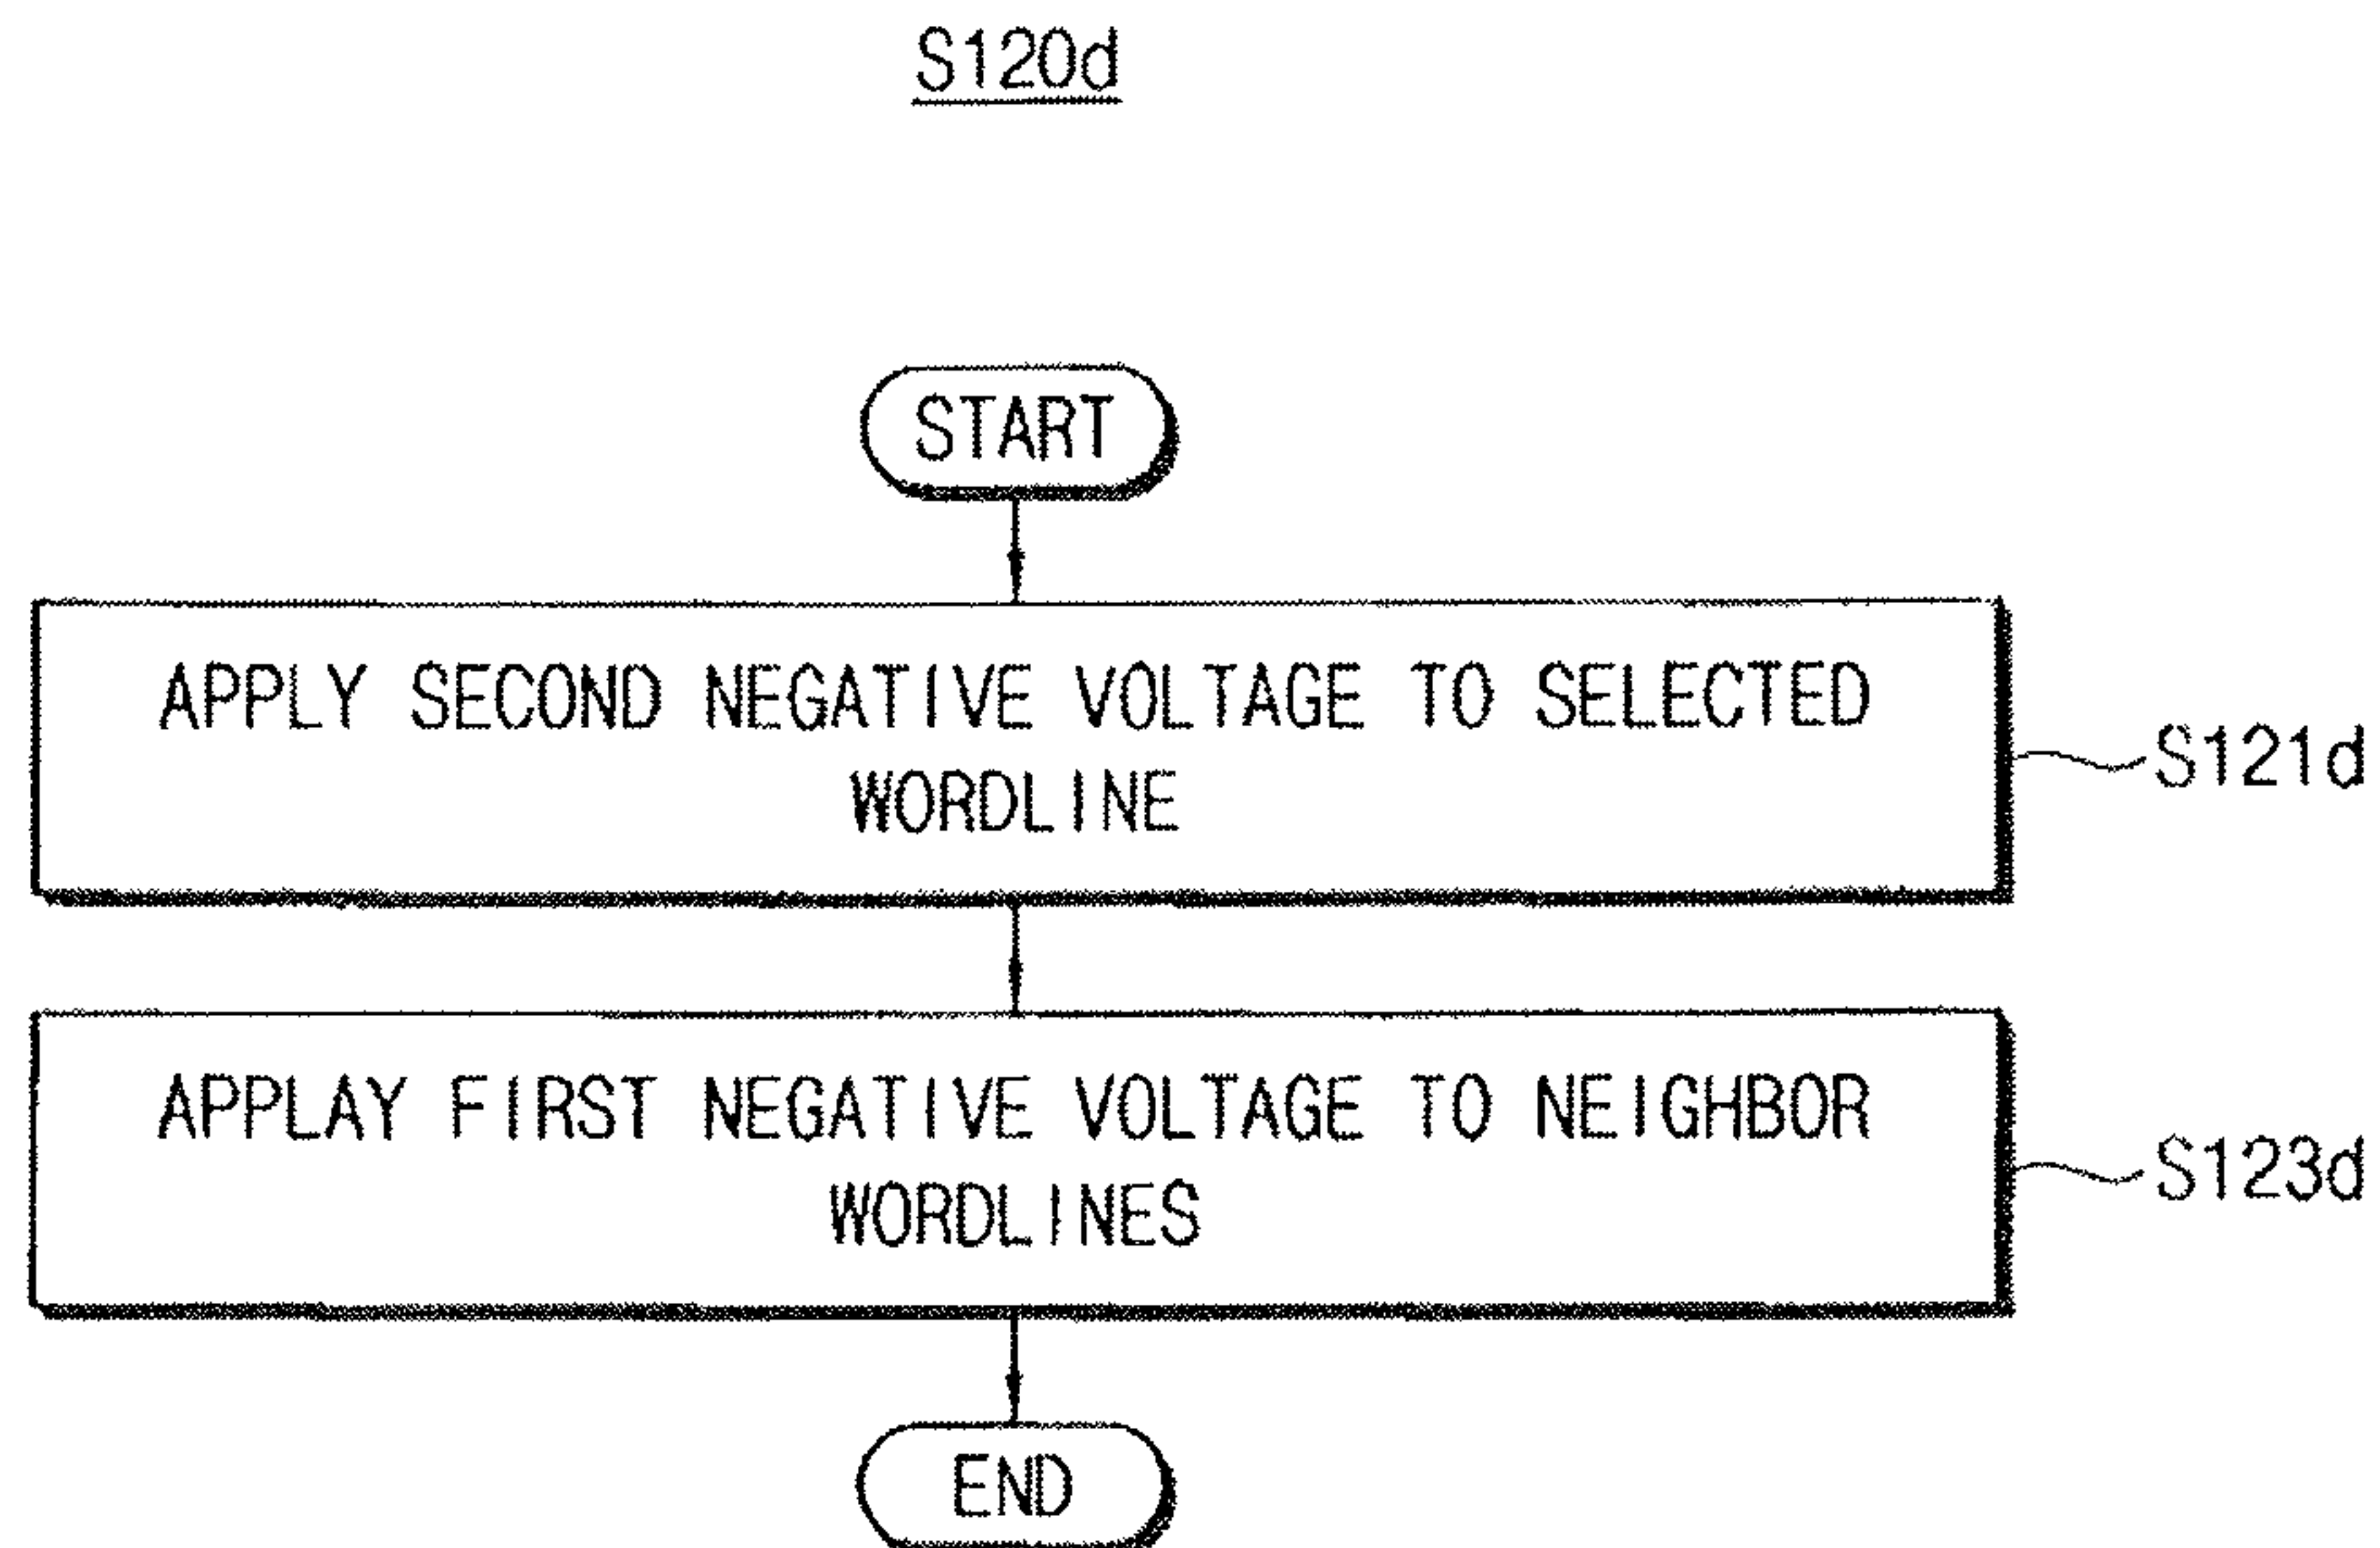 S120d
START
APPLY SECOND NEGATIVE VOLTAGE TO SELECTED
WORDLINE
S121d
APPLAY FIRST NEGATIVE VOLTAGE TO NEIGHBOR
WORDLINES
S123d
END